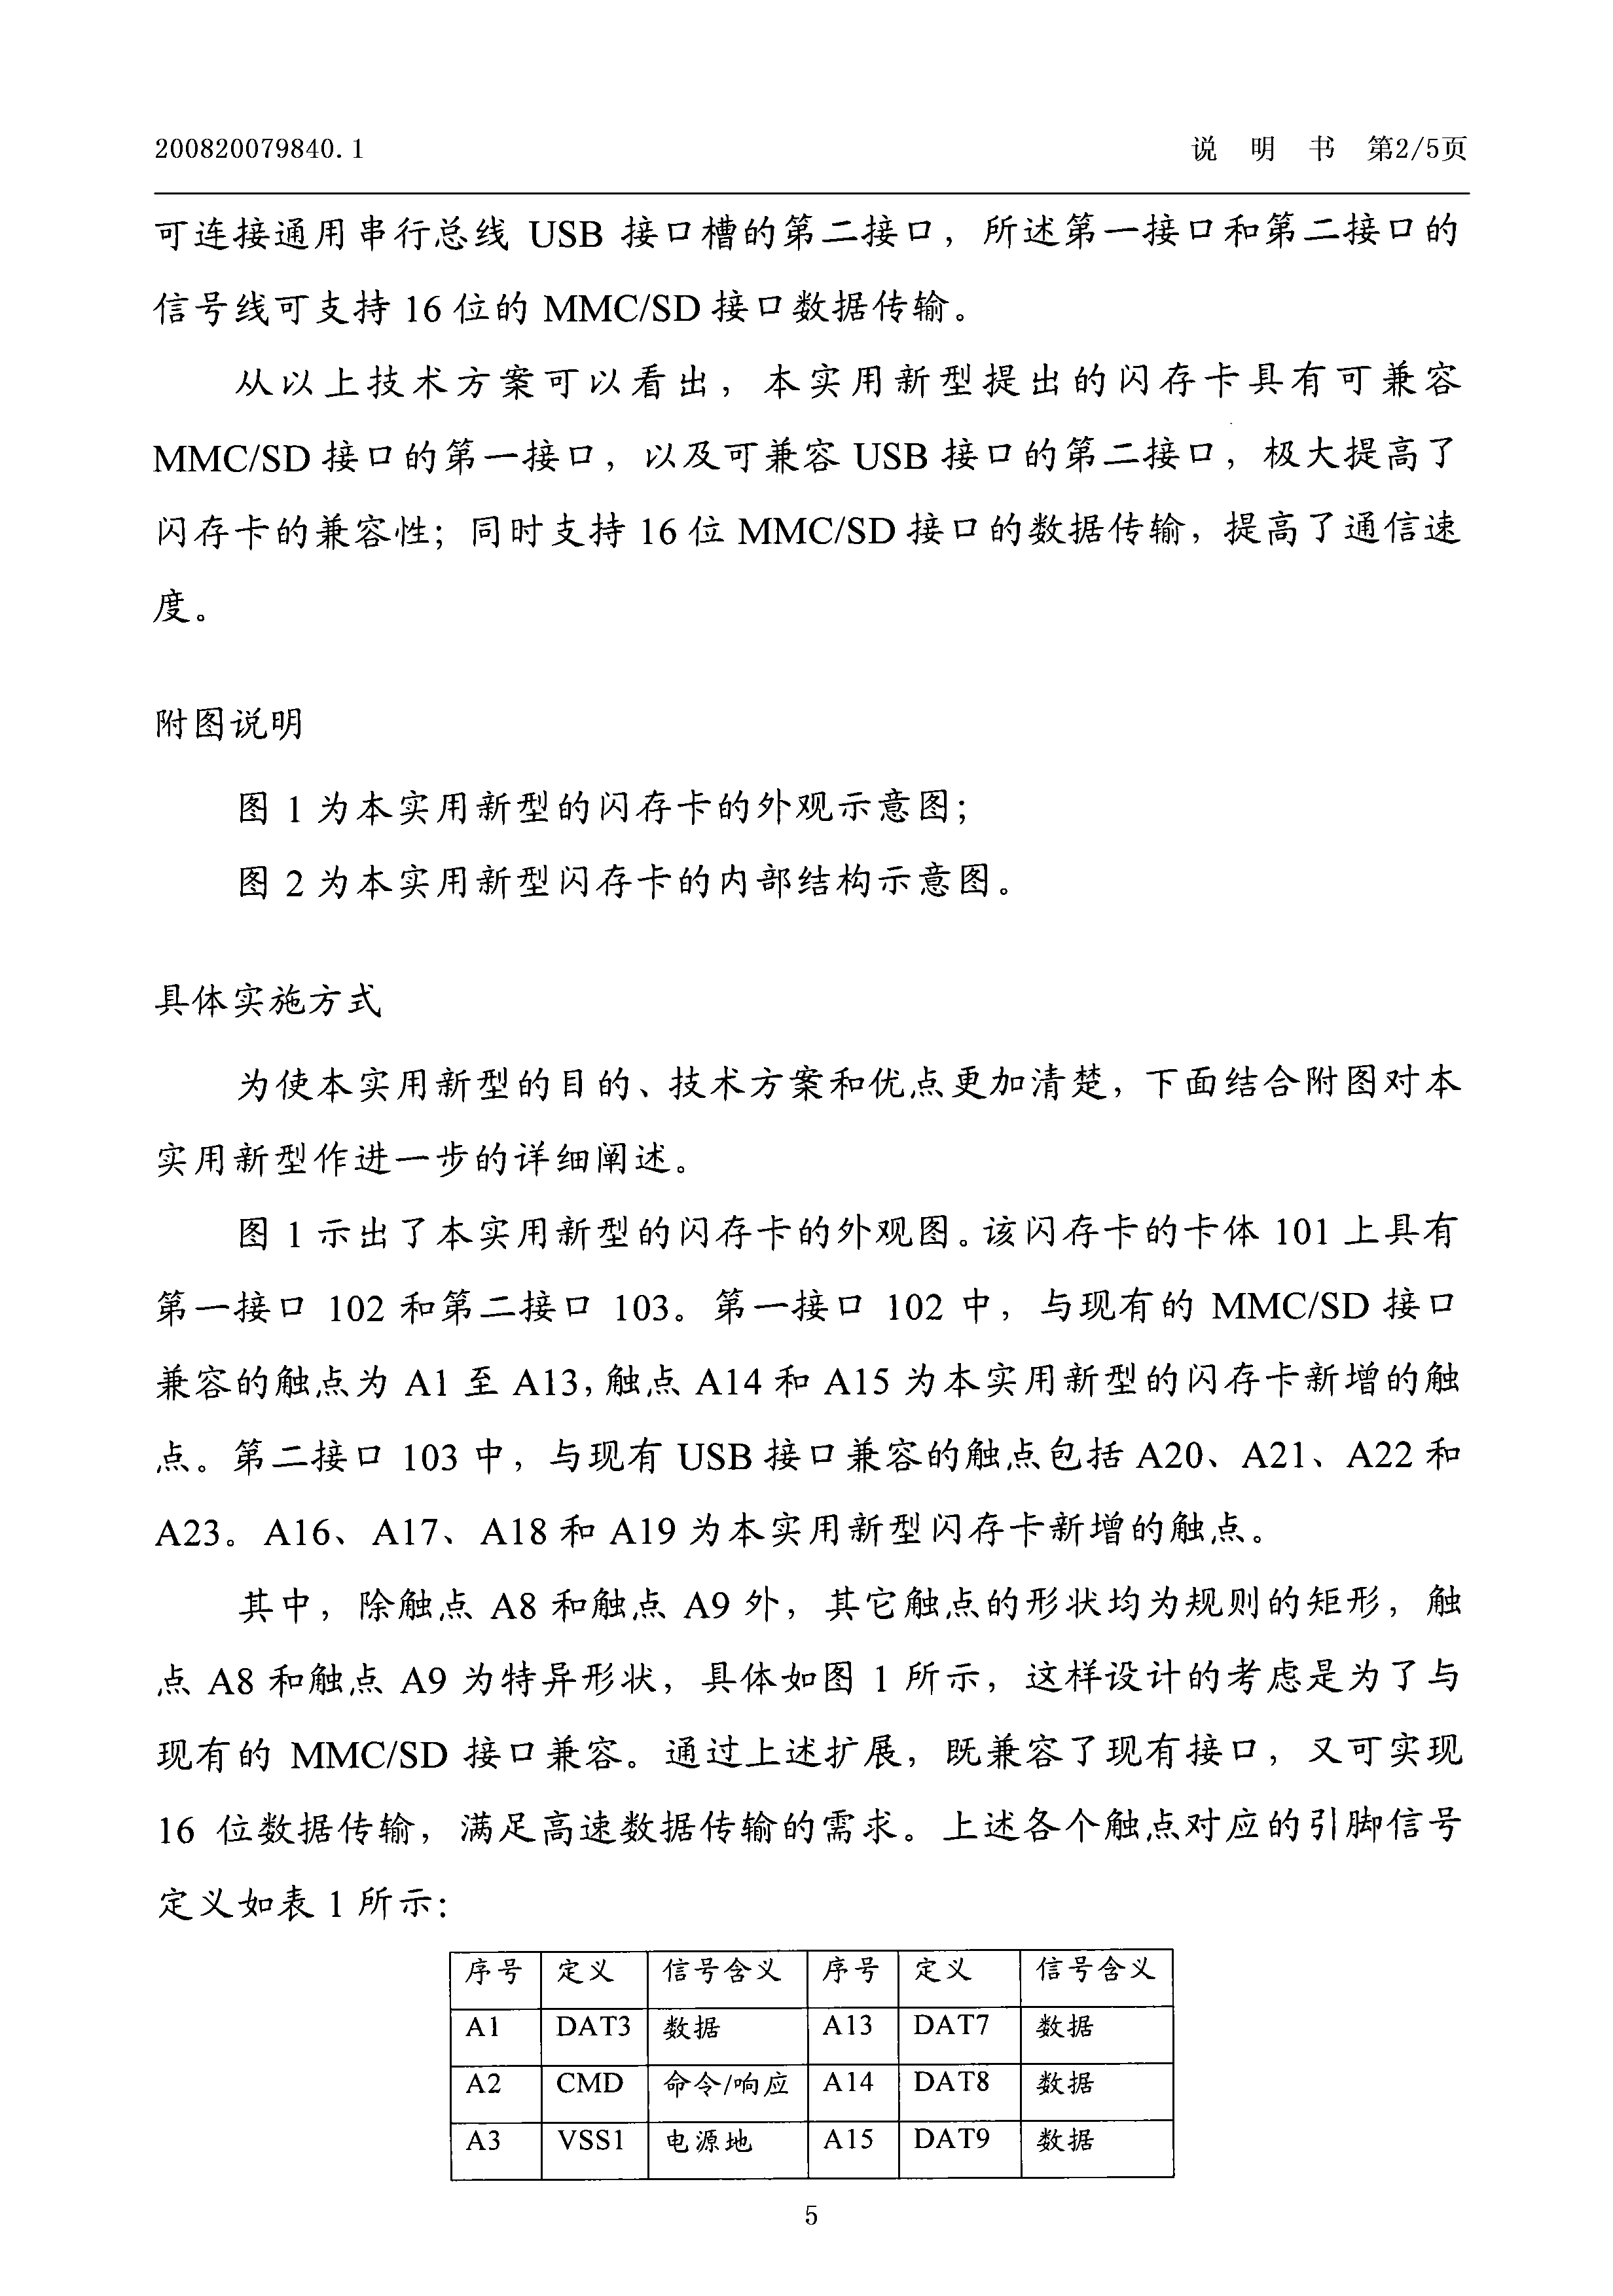 200820079840.1 说 明 书 第2/5页
可连接通用串行总线 USB 接口槽的第二接口，所述第一接口和第二接口的
信号线可支持 16 位的 MMC/SD 接口数据传输。
从以上技术方案可以看出，本实用新型提出的闪存卡具有可兼容
MMC/SD 接口的第一接口，以及可兼容 USB 接口的第二接口，极大提高了
闪存卡的兼容性；同时支持 16 位 MMC/SD 接口的数据传输，提高了通信速
度。
附图说明
图 1 为本实用新型的闪存卡的外观示意图；
图 2 为本实用新型闪存卡的内部结构示意图。
具体实施方式
为使本实用新型的目的、技术方案和优点更加清楚，下面结合附图对本
实用新型作进一步的详细阐述。
图 1 示出了本实用新型的闪存卡的外观图。该闪存卡的卡体 101 上具有
第一接口 102 和第二接口 103。第一接口 102 中，与现有的 MMC/SD 接口
兼容的触点为 A1 至 A13，触点 A14 和 A15 为本实用新型的闪存卡新增的触
点。第二接口 103 中，与现有 USB 接口兼容的触点包括 A20、A21、A22 和
A23。A16、A17、A18 和 A19 为本实用新型闪存卡新增的触点。
其中，除触点 A8 和触点 A9 外，其它触点的形状均为规则的矩形，触
点 A8 和触点 A9 为特异形状，具体如图 1 所示，这样设计的考虑是为了与
现有的 MMC/SD 接口兼容。通过上述扩展，既兼容了现有接口，又可实现
16 位数据传输，满足高速数据传输的需求。上述各个触点对应的引脚信号
定义如表 1 所示：
序号 定义 信号含义 序号 定义 信号含义
A1 DAT3 数据 A13 DAT7 数据
A2 CMD 命令/响应 A14 DAT8 数据
A3 VSS1 电源地 A15 DAT9 数据
5